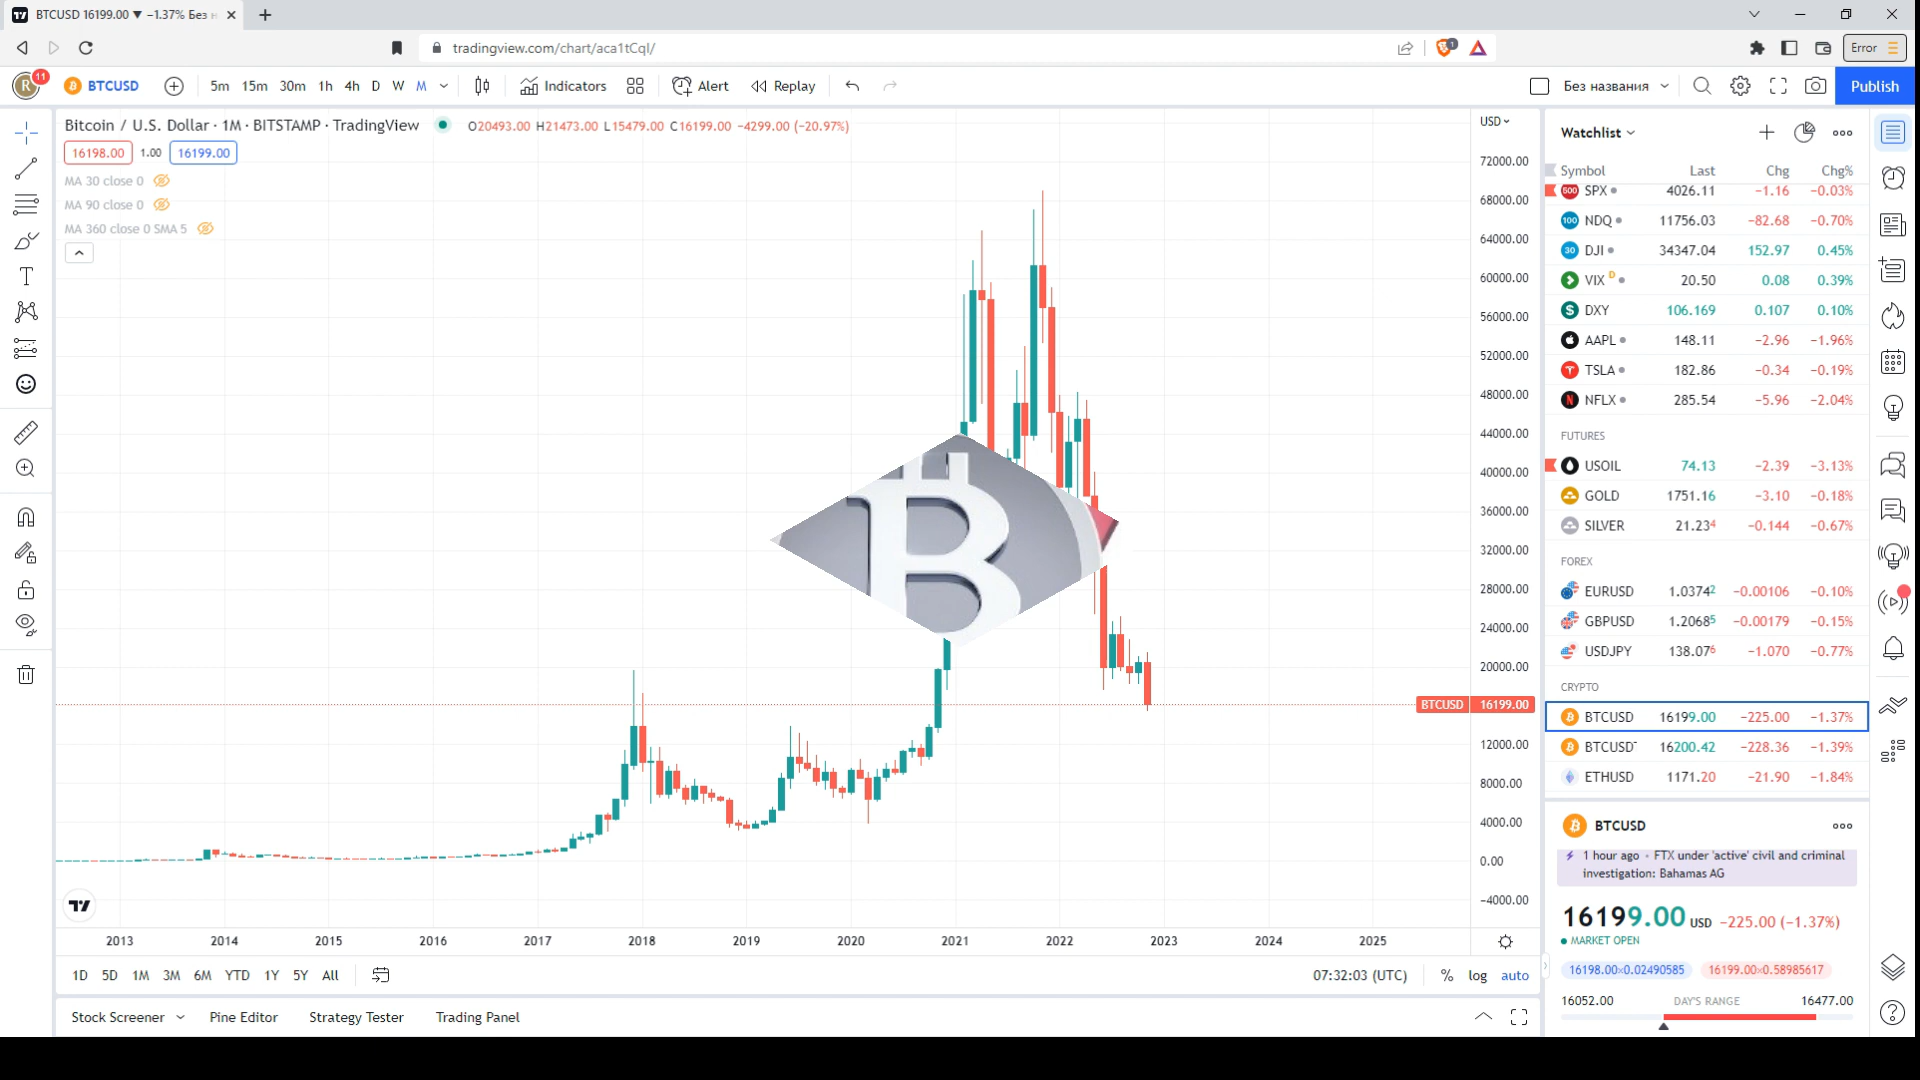 BTCUSD 16199.00 ▼ −1.37% Без
tradingview.com/chart/aca1tCql/
1
Error
R
11
BTCUSD
5m 15m 30m 1h 4h D W M
Indicators
Alert
Replay
Без названия
Publish
Bitcoin / U.S. Dollar · 1M · BITSTAMP · TradingView
O20493.00 H21473.00 L15479.00 C16199.00 −4299.00 (−20.97%)
16198.00 1.00 16199.00
MA 30 close 0
MA 90 close 0
MA 360 close 0 SMA 5
USD
72000.00
68000.00
64000.00
60000.00
56000.00
52000.00
48000.00
44000.00
40000.00
36000.00
32000.00
28000.00
24000.00
20000.00
BTCUSD 16199.00
12000.00
8000.00
4000.00
0.00
−4000.00
2013 2014 2015 2016 2017 2018 2019 2020 2021 2022 2023 2024 2025
1D 5D 1M 3M 6M YTD 1Y 5Y All
07:32:03 (UTC) % log auto
Stock Screener Pine Editor Strategy Tester Trading Panel
Watchlist
Symbol Last Chg Chg%
500 SPX 4026.11 −1.16 −0.03%
100 NDQ 11756.03 −82.68 −0.70%
30 DJI 34347.04 152.97 0.45%
VIX D 20.50 0.08 0.39%
$ DXY 106.169 0.107 0.10%
AAPL 148.11 −2.96 −1.96%
TSLA 182.86 −0.34 −0.19%
N NFLX 285.54 −5.96 −2.04%
FUTURES
USOIL 74.13 −2.39 −3.13%
GOLD 1751.16 −3.10 −0.18%
SILVER 21.234 −0.144 −0.67%
FOREX
EURUSD 1.03742 −0.00106 −0.10%
GBPUSD 1.20685 −0.00179 −0.15%
USDJPY 138.076 −1.070 −0.77%
CRYPTO
BTCUSD 16199.00 −225.00 −1.37%
BTCUSD 16200.42 −228.36 −1.39%
ETHUSD 1171.20 −21.90 −1.84%
BTCUSD
1 hour ago · FTX under 'active' civil and criminal
investigation: Bahamas AG
16199.00 USD −225.00 (−1.37%)
MARKET OPEN
16198.00×0.02490585 16199.00×0.58985617
16052.00 DAY'S RANGE 16477.00